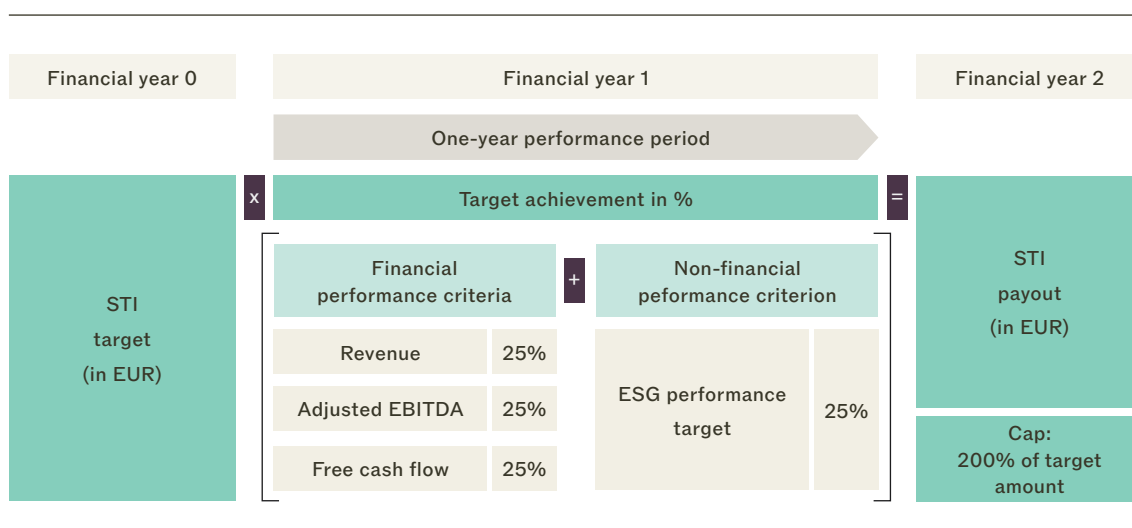 Financial year 0
Financial year 1
Financial year 2
One-year performance period
STI
target
(in EUR)
x
Target achievement in %
=
STI
payout
(in EUR)
Financial
performance criteria
+
Non-financial
peformance criterion
Revenue 25%
Adjusted EBITDA 25%
Free cash flow 25%
ESG performance
target
25%
Cap:
200% of target
amount